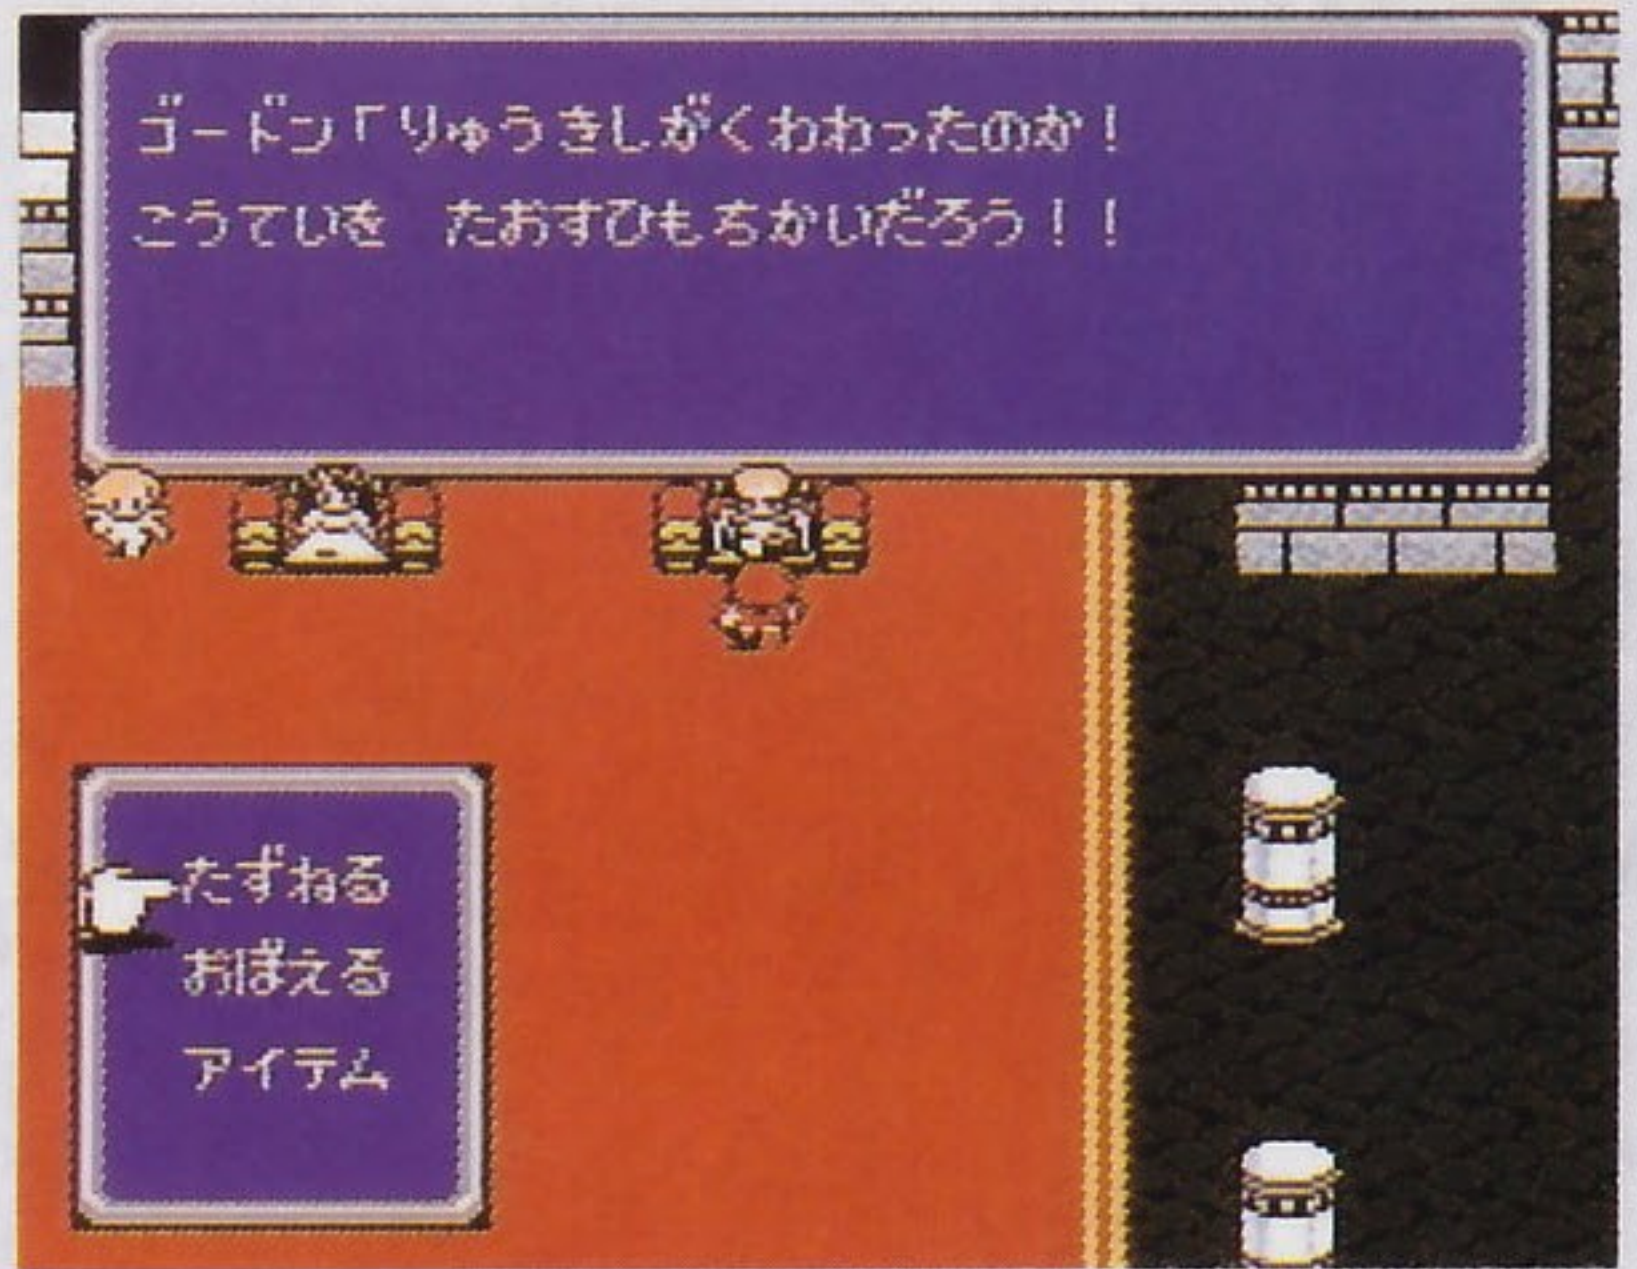 ゴードン「りゅうきしがくわわったのか！
こうていを　たおすひもちかいだろう！！
たずねる
おぼえる
アイテム